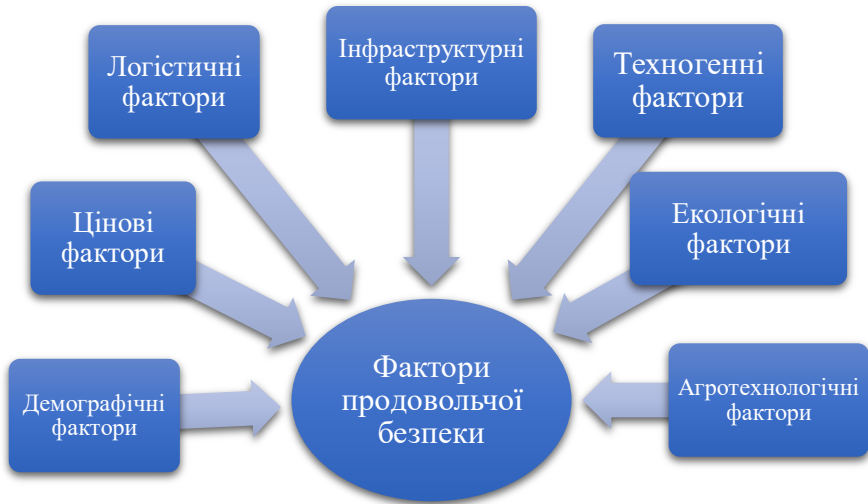 Логістичні
фактори
Інфраструктурні
фактори
Техногенні
фактори
Цінові
фактори
Екологічні
фактори
Демографічні
фактори
Фактори
продовольчої
безпеки
Агротехнологічні
фактори